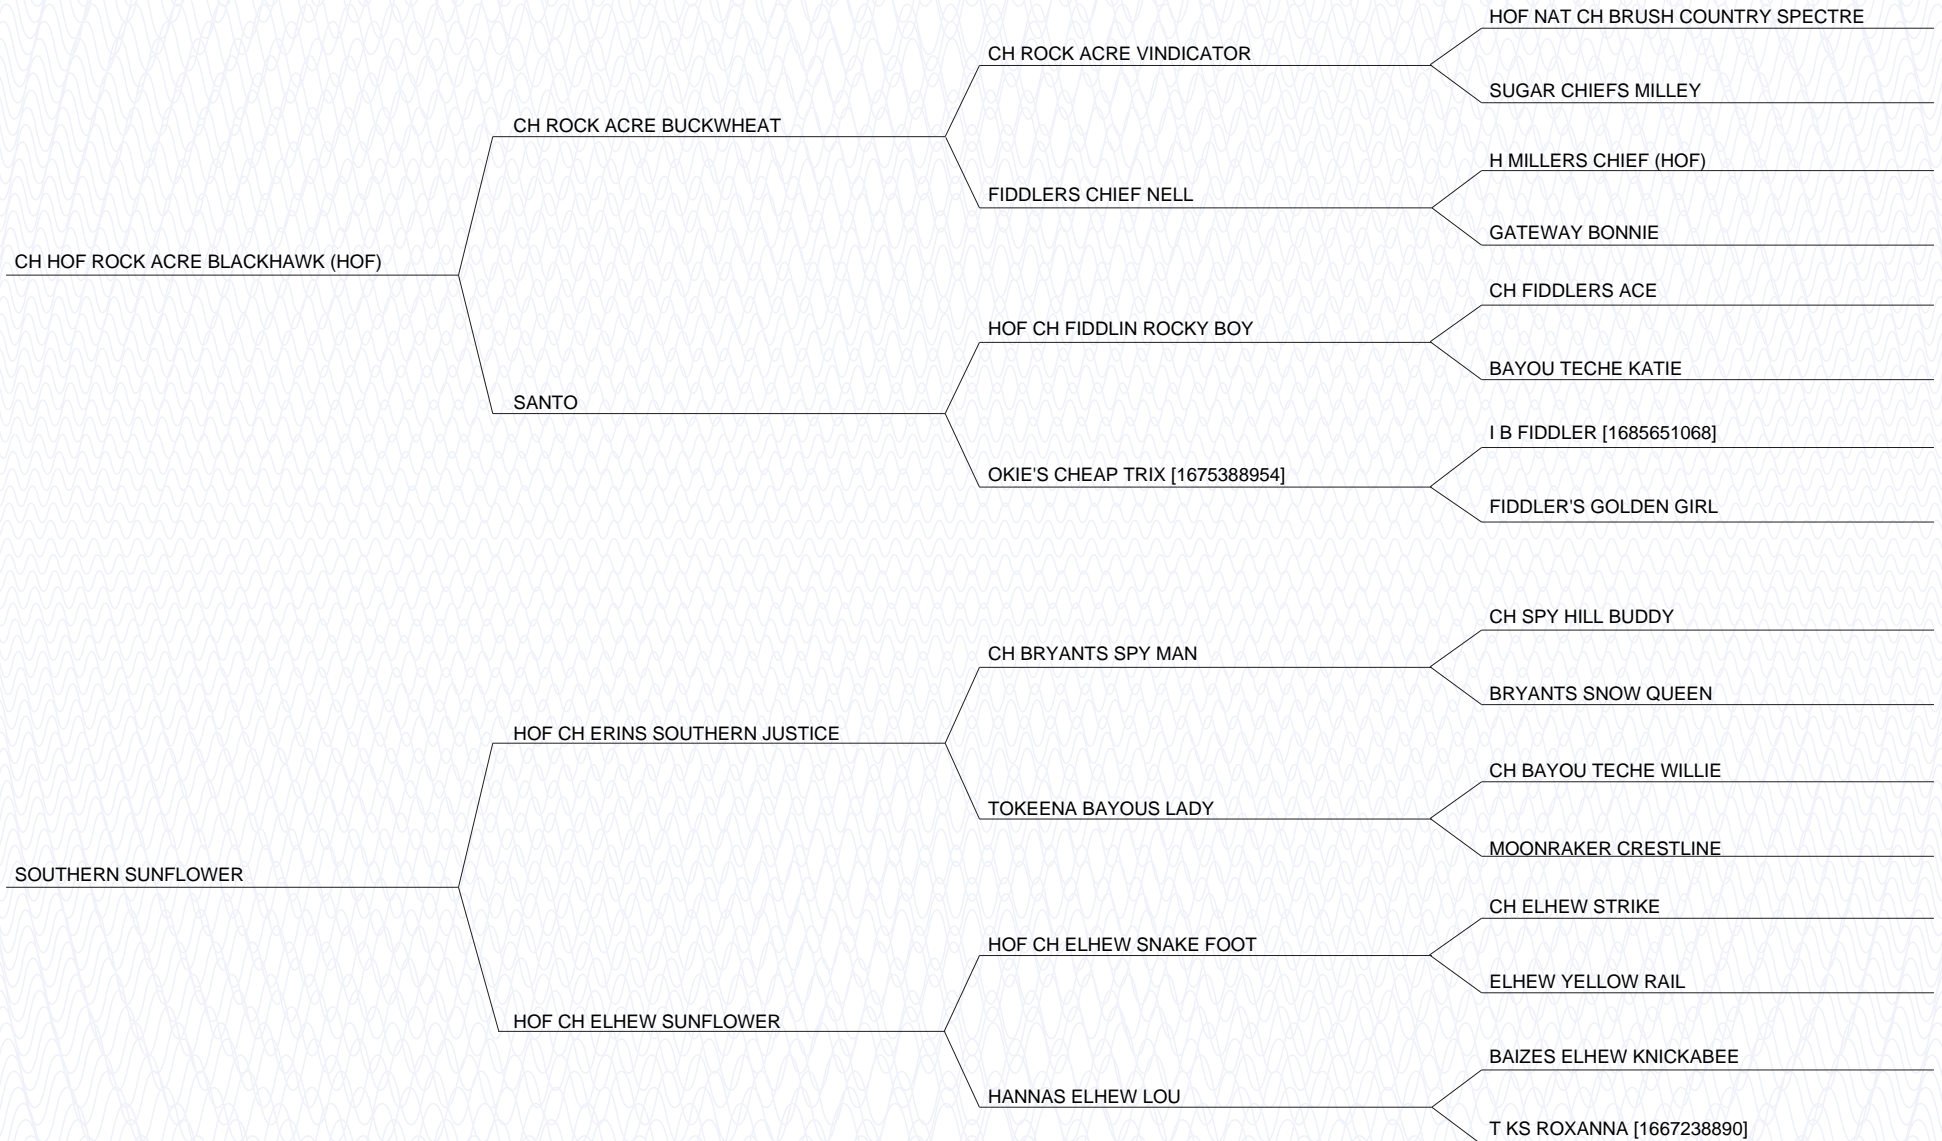 HOF NAT CH BRUSH COUNTRY SPECTRE
CH ROCK ACRE VINDICATOR
SUGAR CHIEFS MILLEY
CH ROCK ACRE BUCKWHEAT
H MILLERS CHIEF (HOF)
FIDDLERS CHIEF NELL
GATEWAY BONNIE
CH HOF ROCK ACRE BLACKHAWK (HOF)
CH FIDDLERS ACE
HOF CH FIDDLIN ROCKY BOY
BAYOU TECHE KATIE
SANTO
I B FIDDLER [1685651068]
OKIE'S CHEAP TRIX [1675388954]
FIDDLER'S GOLDEN GIRL
CH SPY HILL BUDDY
CH BRYANTS SPY MAN
BRYANTS SNOW QUEEN
HOF CH ERINS SOUTHERN JUSTICE
CH BAYOU TECHE WILLIE
TOKEENA BAYOUS LADY
MOONRAKER CRESTLINE
SOUTHERN SUNFLOWER
CH ELHEW STRIKE
HOF CH ELHEW SNAKE FOOT
ELHEW YELLOW RAIL
HOF CH ELHEW SUNFLOWER
BAIZES ELHEW KNICKABEE
HANNAS ELHEW LOU
T KS ROXANNA [1667238890]